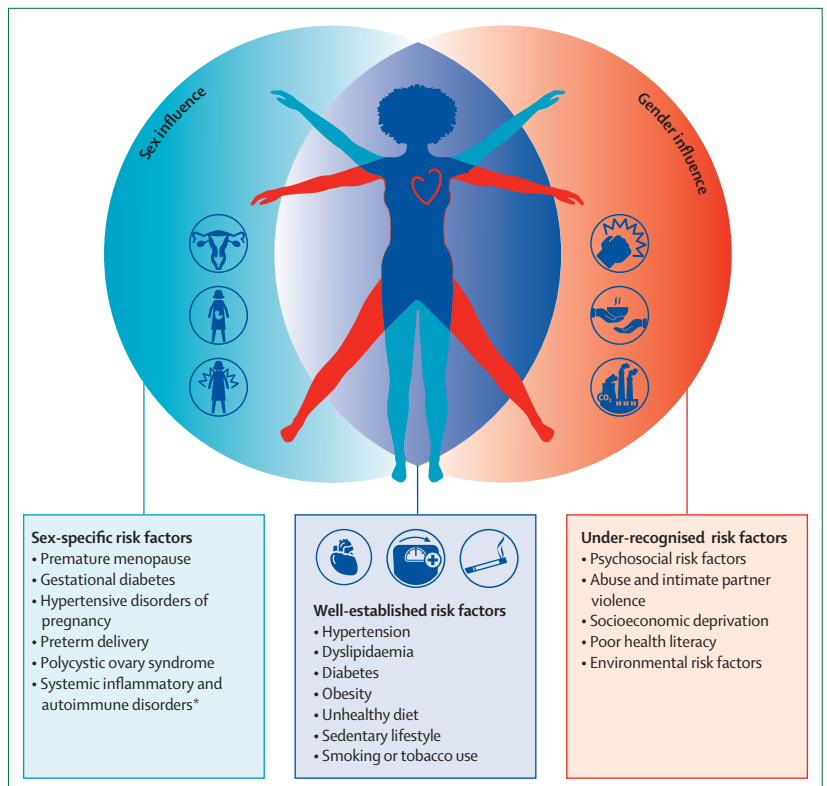 Sex influence
Gender influence
CO2
Sex-specific risk factors
• Premature menopause
• Gestational diabetes
• Hypertensive disorders of
pregnancy
• Preterm delivery
• Polycystic ovary syndrome
• Systemic inflammatory and
autoimmune disorders*
Well-established risk factors
• Hypertension
• Dyslipidaemia
• Diabetes
• Obesity
• Unhealthy diet
• Sedentary lifestyle
• Smoking or tobacco use
Under-recognised risk factors
• Psychosocial risk factors
• Abuse and intimate partner
violence
• Socioeconomic deprivation
• Poor health literacy
• Environmental risk factors